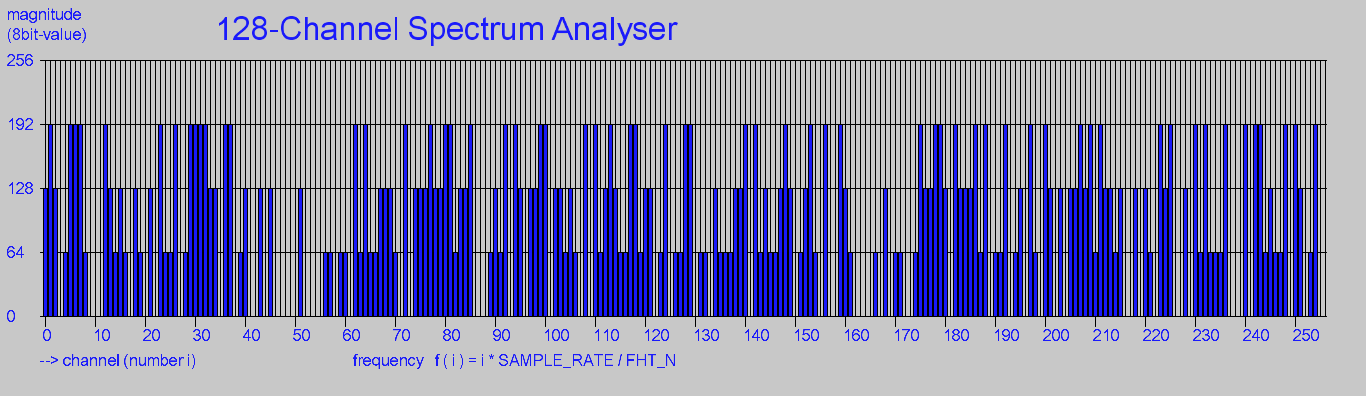 magnitude
(8bit-value)
128-Channel Spectrum Analyser
256
192
128
64
0
0 10 20 30 40 50 60 70 80 90 100 110 120 130 140 150 160 170 180 190 200 210 220 230 240 250
--> channel (number i) frequency f ( i ) = i * SAMPLE_RATE / FHT_N